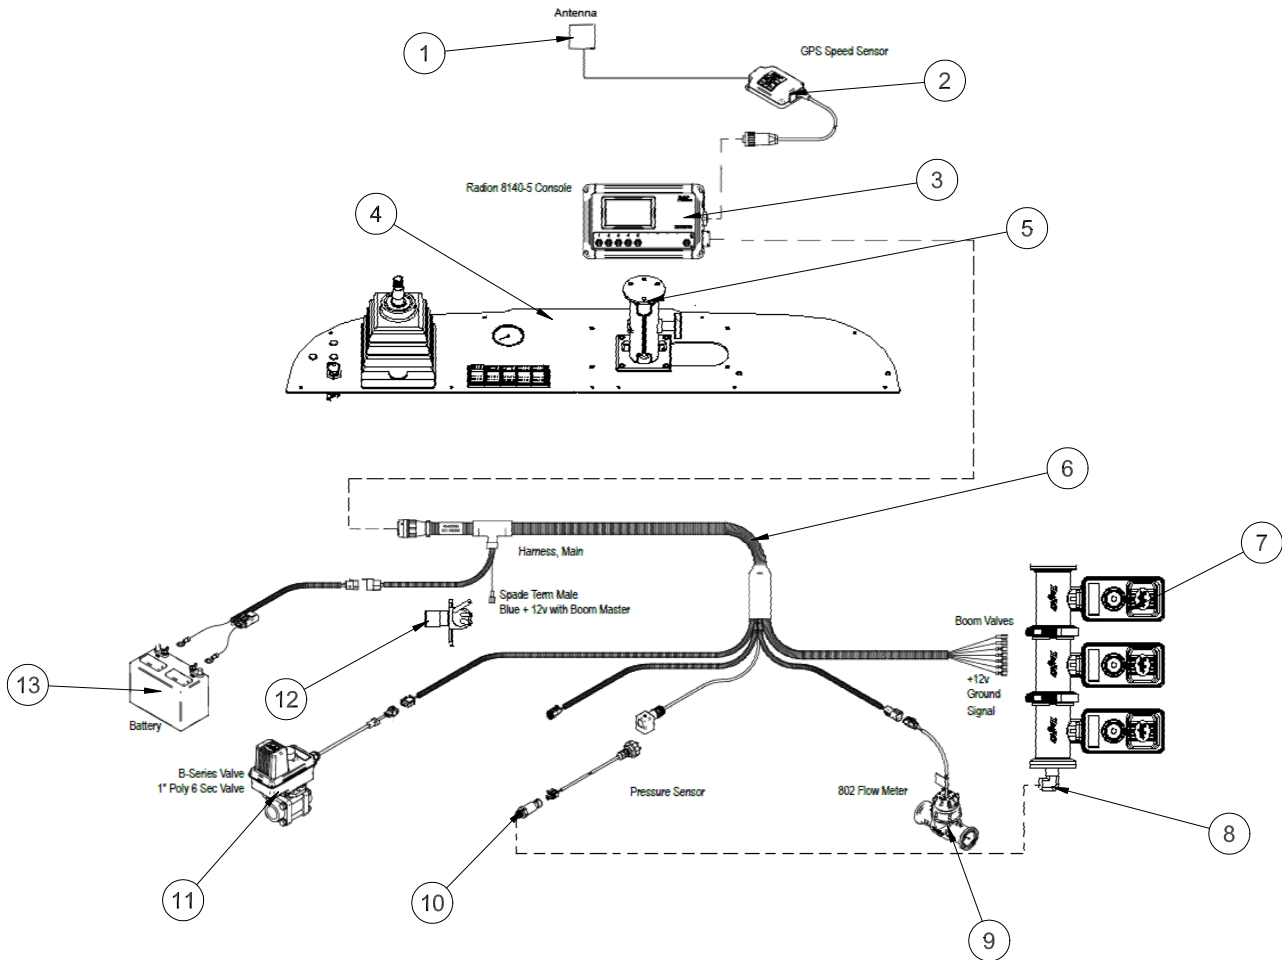 Antenna
1
GPS Speed Sensor
2
Radion 8140-5 Console
3
4
5
6
Harness, Main
7
Spade Term Male
Blue + 12v with Boom Master
Boom Valves
12
+12v
Ground
Signal
13
Battery
B-Series Valve
1" Poly 6 Sec Valve
Pressure Sensor
802 Flow Meter
8
11
10
9